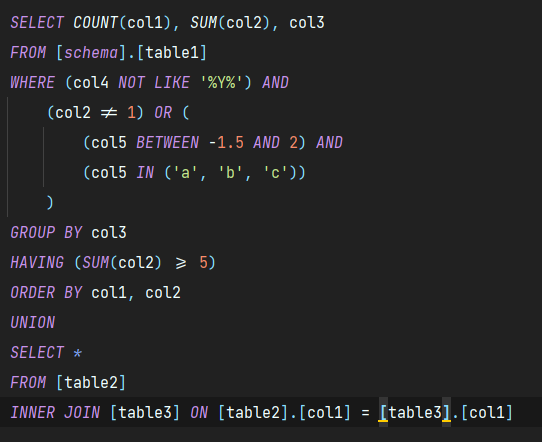 SELECT COUNT(col1), SUM(col2), col3
FROM [schema].[table1]
WHERE (col4 NOT LIKE '%Y%') AND
    (col2 ≠ 1) OR (
        (col5 BETWEEN -1.5 AND 2) AND
        (col5 IN ('a', 'b', 'c'))
    )
GROUP BY col3
HAVING (SUM(col2) ≥ 5)
ORDER BY col1, col2
UNION
SELECT *
FROM [table2]
INNER JOIN [table3] ON [table2].[col1] = [table3].[col1]